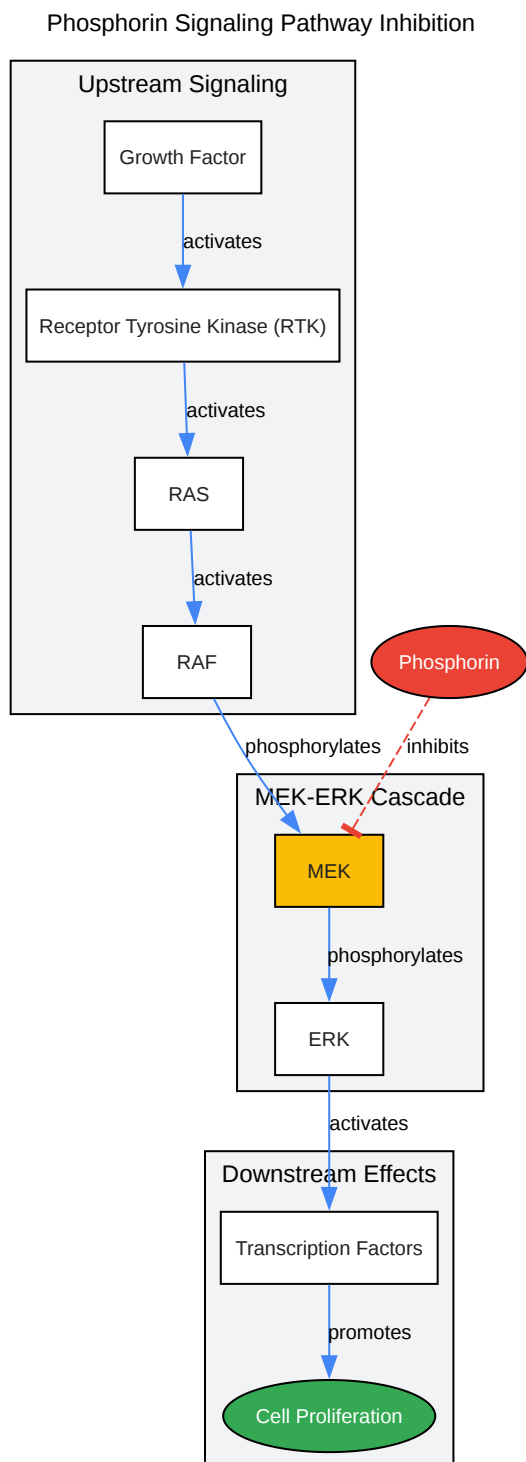 Phosphorin Signaling Pathway Inhibition
Upstream Signaling
Growth Factor
activates
Receptor Tyrosine Kinase (RTK)
activates
RAS
activates
RAF
Phosphorin
phosphorylates
inhibits
MEK-ERK Cascade
MEK
phosphorylates
ERK
activates
Downstream Effects
Transcription Factors
promotes
Cell Proliferation